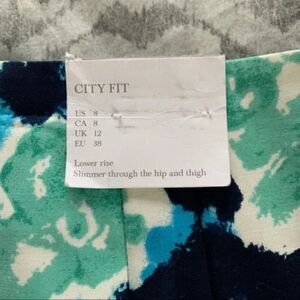 CITY FIT
US 8
CA 8
UK 12
EU 38
Lower rise
Slimmer through the hip and thigh